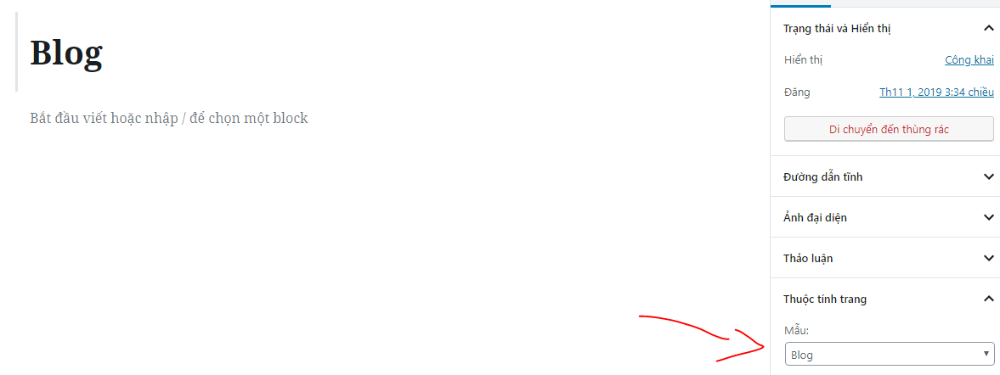 Blog
Bắt đầu viết hoặc nhập / để chọn một block
Trạng thái và Hiển thị
Hiển thị Công khai
Đăng Th11 1, 2019 3:34 chiều
Di chuyển đến thùng rác
Đường dẫn tĩnh
Ảnh đại diện
Thảo luận
Thuộc tính trang
Mẫu:
Blog